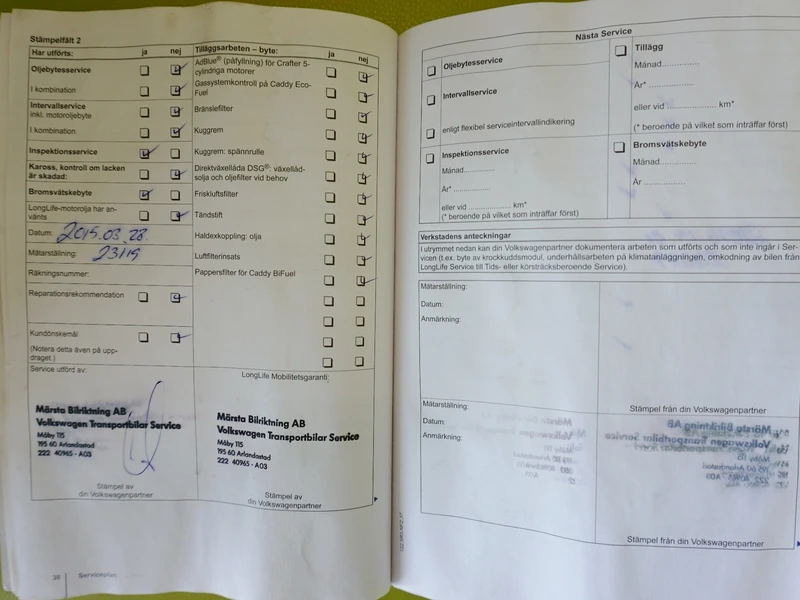 Stämpelfält 2
Har utförts: ja nej
Oljebytesservice
I kombination
Intervallservice
inkl. motoroljebyte
I kombination
Inspektionsservice
Kaross, kontroll om lacken
är skadad:
Bromsvätskebyte
LongLife-motorolja har an-
vänts
Datum: 2015.03.28.
Mätarställning: 23119
Räkningsnummer:
Reparationsrekommendation
Kundönskemål
(Notera detta även på upp-
draget.)
Service utförd av:
Märsta Bilriktning AB
Volkswagen Transportbilar Service
Måby 115
195 60 Arlandastad
222 40965 - A03
Stämpel av
din Volkswagenpartner
Tilläggsarbeten – byte: ja nej
AdBlue® (påfyllning) för Crafter 5-
cylindriga motorer
Gassystemkontroll på Caddy Eco-
Fuel
Bränslefilter
Kuggrem
Kuggrem: spännrulle
Direktväxellåda DSG®: växellåd-
solja och oljefilter vid behov
Friskluftsfilter
Tändstift
Haldexkoppling: olja
Luftfilterinsats
Pappersfilter för Caddy BiFuel
LongLife Mobilitetsgaranti:
Märsta Bilriktning AB
Volkswagen Transportbilar Service
Måby 115
195 60 Arlandastad
222 40965 - A03
Stämpel av
din Volkswagenpartner
38 Serviceplan
Nästa Service
Oljebytesservice
Intervallservice
enligt flexibel serviceintervallindikering
Inspektionsservice
Månad..............
År* ..............
eller vid .............. km*
(* beroende på vilket som inträffar först)
Tillägg
Månad..............
År* ..............
eller vid .............. km*
(* beroende på vilket som inträffar först)
Bromsvätskebyte
Månad..............
År ..............
Verkstadens anteckningar
I utrymmet nedan kan din Volkswagenpartner dokumentera arbeten som utförts och som inte ingår i Ser-
vicen (t.ex. byte av krockkuddsmodul, underhållsarbeten på klimatanläggningen, omkodning av bilen från
LongLife Service till Tids- eller körsträcksberoende Service).
Mätarställning:
Datum:
Anmärkning:
Stämpel från din Volkswagenpartner
Mätarställning:
Datum:
Anmärkning:
Stämpel från din Volkswagenpartner